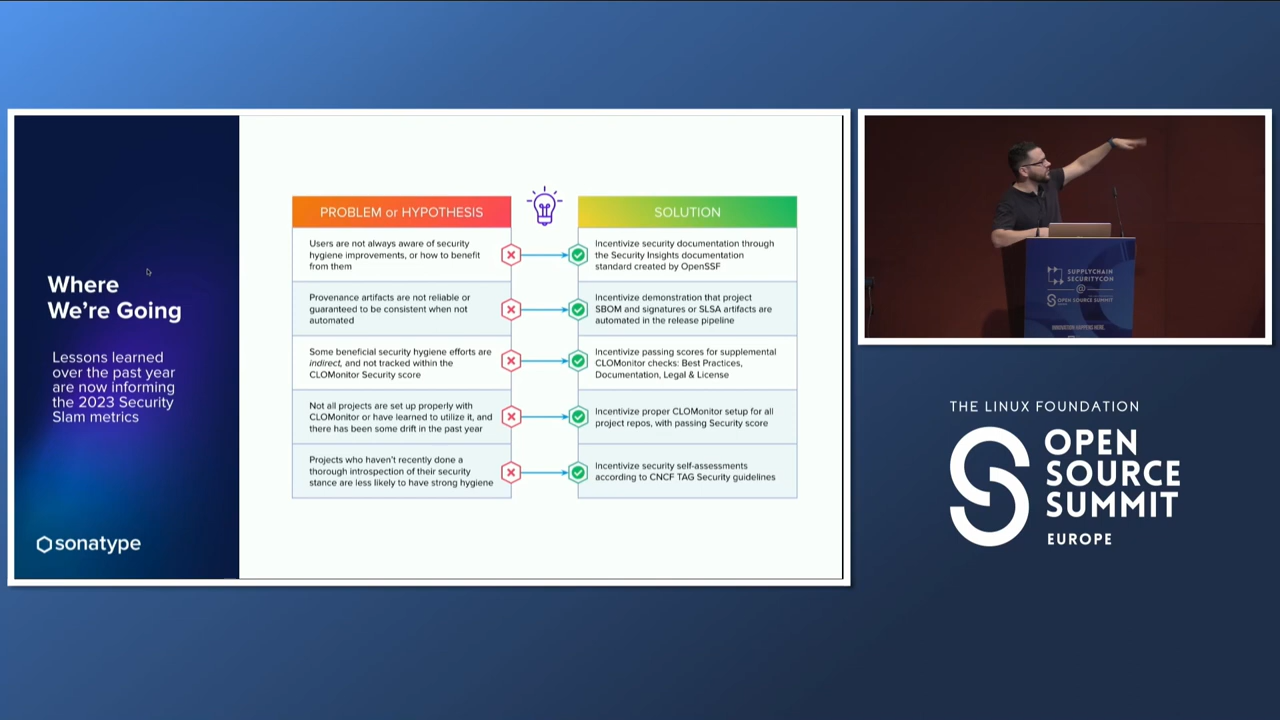 Where
We're Going
Lessons learned
over the past year
are now informing
the 2023 Security
Slam metrics
sonatype
PROBLEM or HYPOTHESIS
SOLUTION
Users are not always aware of security
hygiene improvements, or how to benefit
from them
Incentivize security documentation through
the Security Insights documentation
standard created by OpenSSF
Provenance artifacts are not reliable or
guaranteed to be consistent when not
automated
Incentivize demonstration that project
SBOM and signatures or SLSA artifacts are
automated in the release pipeline
Some beneficial security hygiene efforts are
indirect, and not tracked within the
CLOMonitor Security score
Incentivize passing scores for supplemental
CLOMonitor checks: Best Practices,
Documentation, Legal & License
Not all projects are set up properly with
CLOMonitor or have learned to utilize it, and
there has been some drift in the past year
Incentivize proper CLOMonitor setup for all
project repos, with passing Security score
Projects who haven't recently done a
thorough introspection of their security
stance are less likely to have strong hygiene
Incentivize security self-assessments
according to CNCF TAG Security guidelines
SUPPLYCHAIN
SECURITYCON
@
OPEN SOURCE SUMMIT
INNOVATION HAPPENS HERE.
THE LINUX FOUNDATION
OPEN
SOURCE
SUMMIT
EUROPE